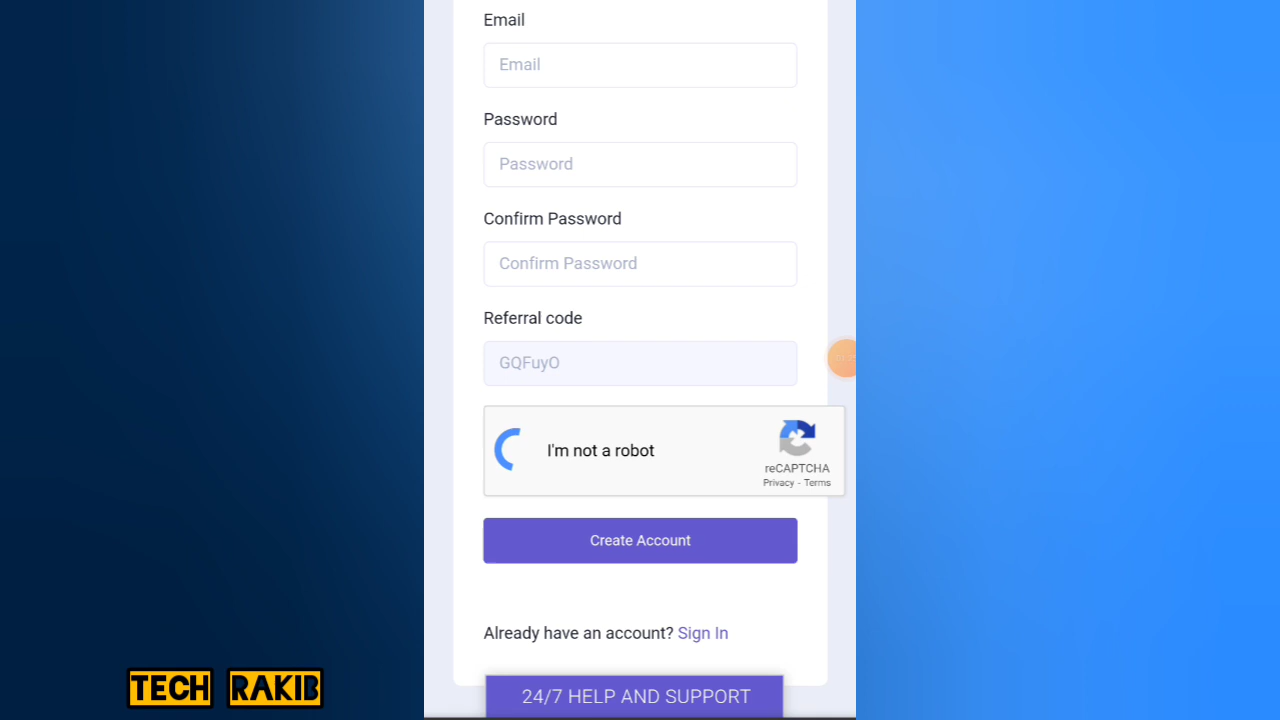 Email
Email
Password
Password
Confirm Password
Confirm Password
Referral code
GQFuyO
I'm not a robot
reCAPTCHA
Privacy - Terms
Create Account
Already have an account? Sign In
24/7 HELP AND SUPPORT
TECH RAKIB